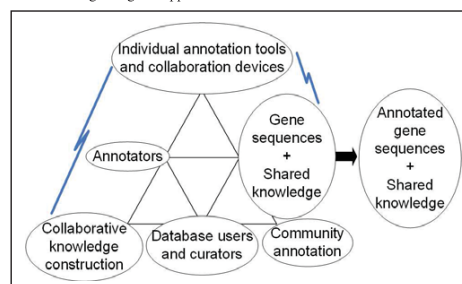 Individual annotation tools
and collaboration devices
Annotators
Gene
sequences
+
Shared
knowledge
Annotated
gene
sequences
+
Shared
knowledge
Collaborative
knowledge
construction
Database users
and curators
Community
annotation